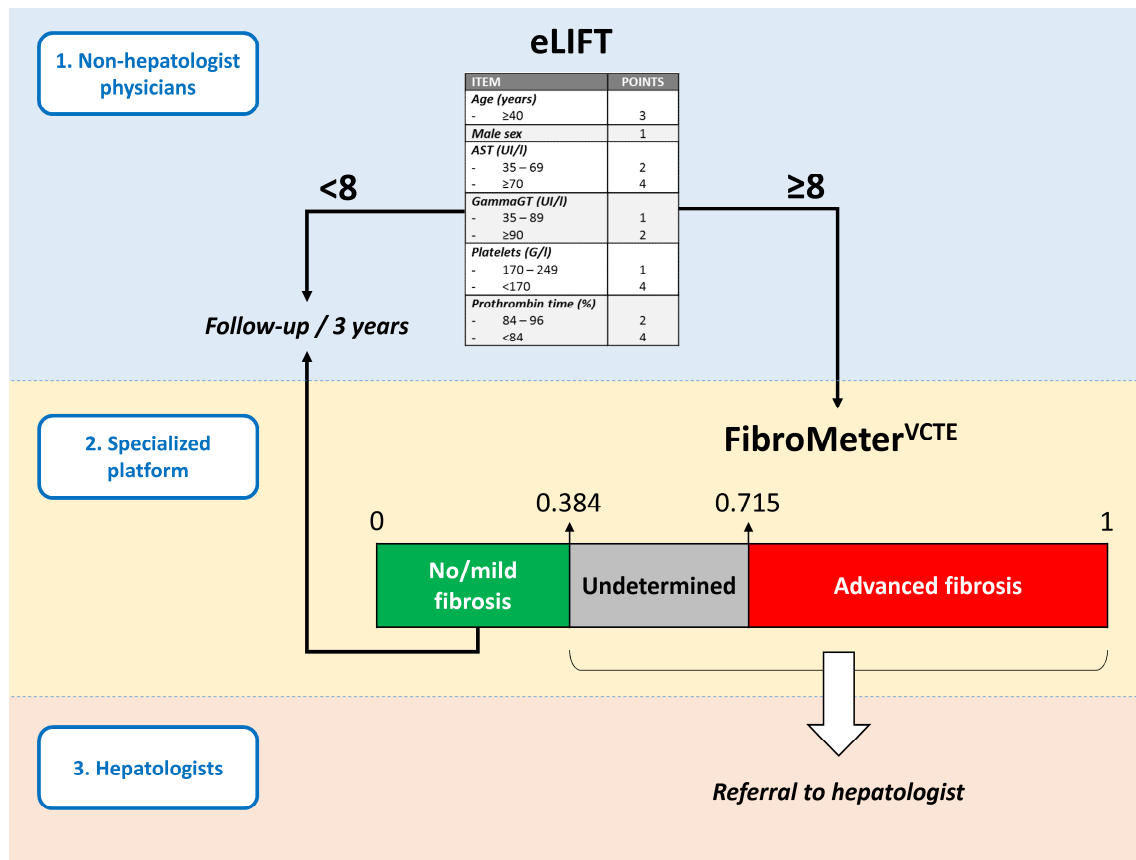 eLIFT
1. Non-hepatologist
physicians
ITEM POINTS
Age (years)
- ≥40 3
Male sex 1
AST (UI/l)
- 35 – 69 2
- ≥70 4
GammaGT (UI/l)
- 35 – 89 1
- ≥90 2
Platelets (G/l)
- 170 – 249 1
- <170 4
Prothrombin time (%)
- 84 – 96 2
- <84 4
<8
≥8
Follow-up / 3 years
2. Specialized
platform
FibroMeterVCTE
0 0.384 0.715 1
No/mild
fibrosis
Undetermined
Advanced fibrosis
3. Hepatologists
Referral to hepatologist